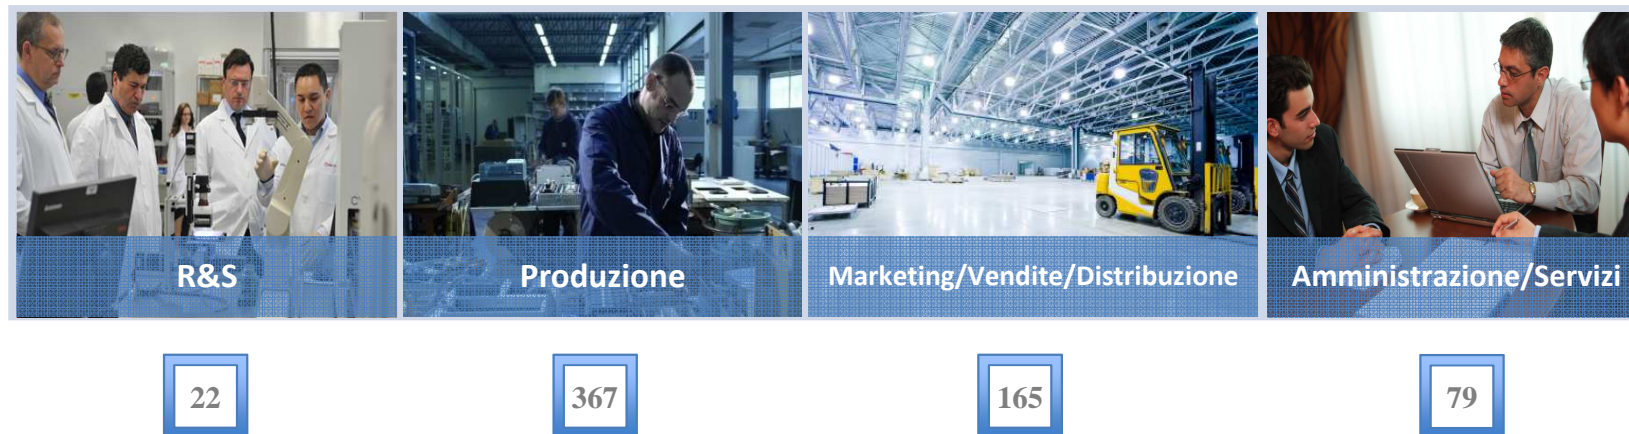 R&S
Produzione
Marketing/Vendite/Distribuzione
Amministrazione/Servizi
22
367
165
79